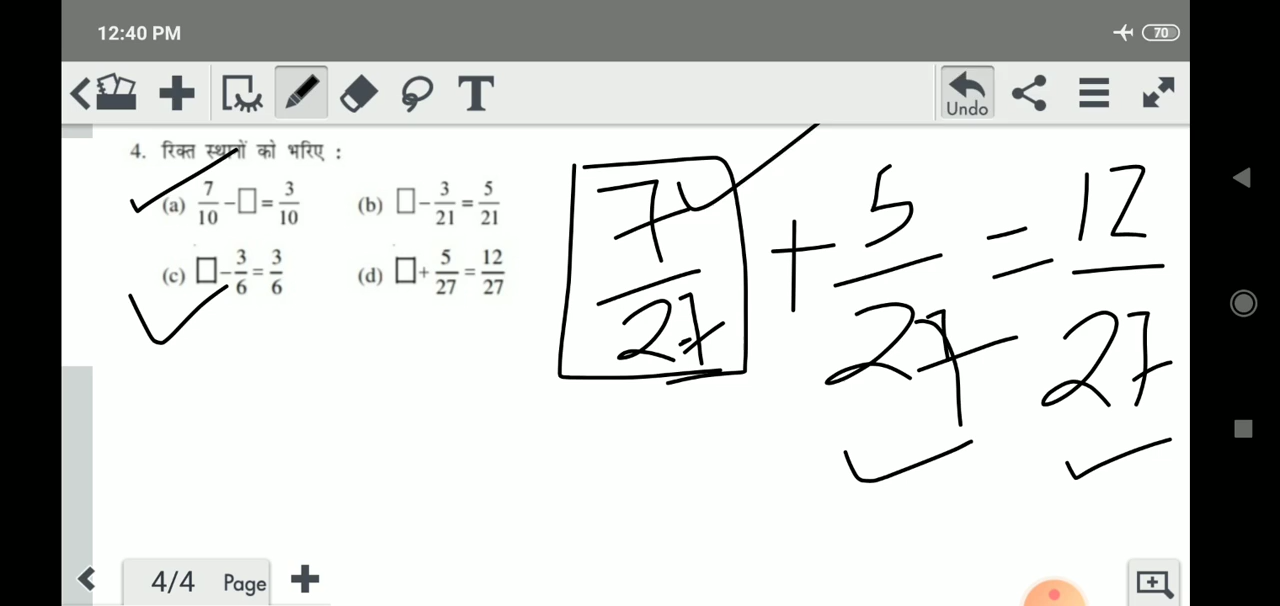 12:40 PM
70
T
Undo
4. रिक्त स्थानों को भरिए :
(a) 7/10 - □ = 3/10 (b) □ - 3/21 = 5/21
(c) □ - 3/6 = 3/6 (d) □ + 5/27 = 12/27
7/27 + 5/27 = 12/27
4/4 Page